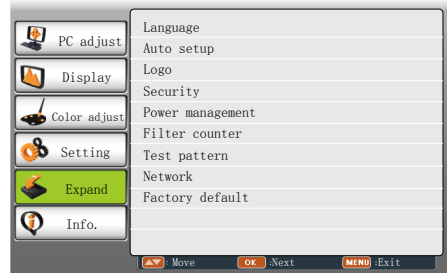 PC adjust
Display
Color adjust
Setting
Expand
Info.
Language
Auto setup
Logo
Security
Power management
Filter counter
Test pattern
Network
Factory default
: Move OK :Next MENU :Exit